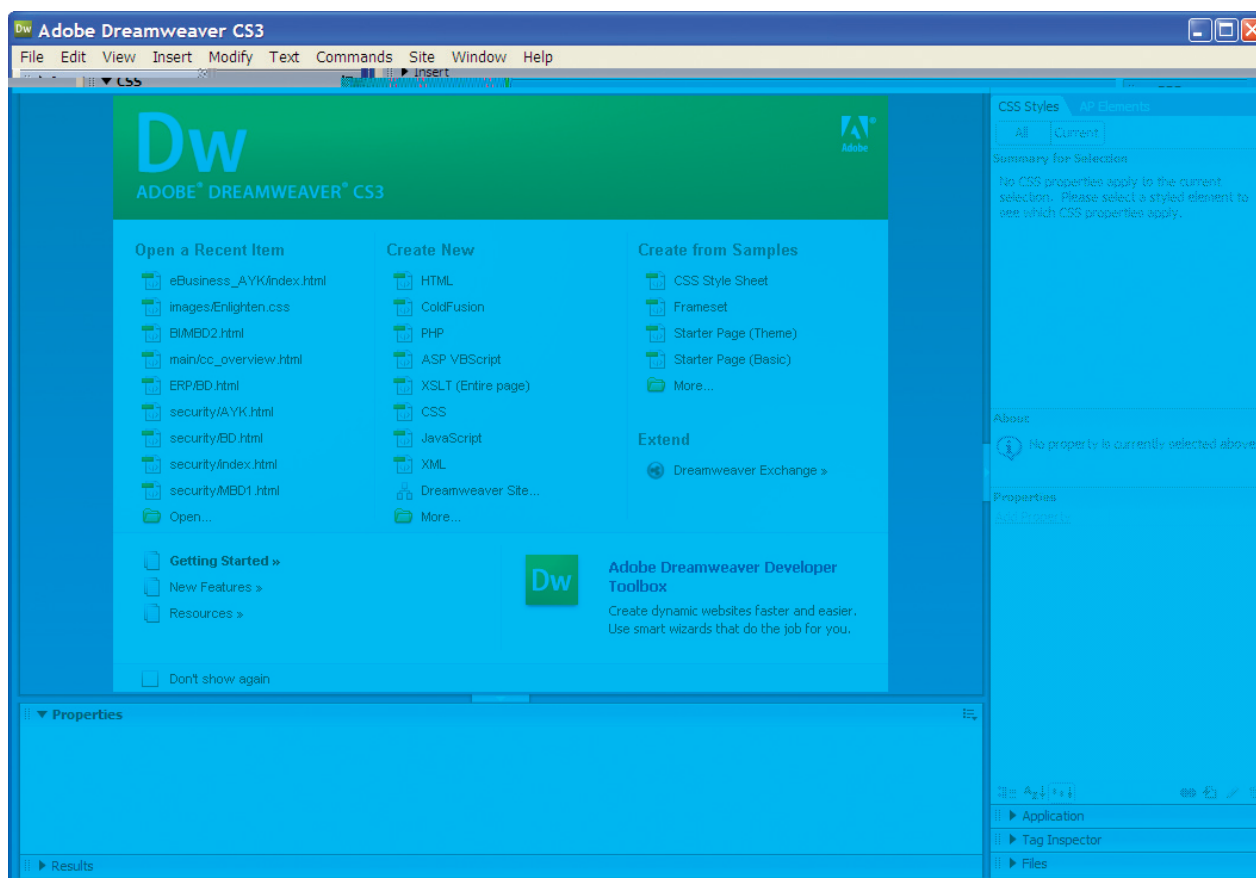 Dw Adobe Dreamweaver CS3
File Edit View Insert Modify Text Commands Site Window Help
CSS Insert
CSS Styles AP Elements
All Current
Summary for Selection
No CSS properties apply to the current
selection. Please select a styled element to
see which CSS properties apply.
About
No property is currently selected above
Properties
Add Property
Dw
ADOBE® DREAMWEAVER® CS3
Adobe
Open a Recent Item
eBusiness_AYK/index.html
images/Enlighten.css
BI/MBD2.html
main/cc_overview.html
ERP/BD.html
security/AYK.html
security/BD.html
security/index.html
security/MBD1.html
Open...
Create New
HTML
ColdFusion
PHP
ASP VBScript
XSLT (Entire page)
CSS
JavaScript
XML
Dreamweaver Site...
More...
Create from Samples
CSS Style Sheet
Frameset
Starter Page (Theme)
Starter Page (Basic)
More...
Extend
Dreamweaver Exchange »
Getting Started »
New Features »
Resources »
Dw
Adobe Dreamweaver Developer
Toolbox
Create dynamic websites faster and easier.
Use smart wizards that do the job for you.
Don't show again
Properties
Results
Application
Tag Inspector
Files